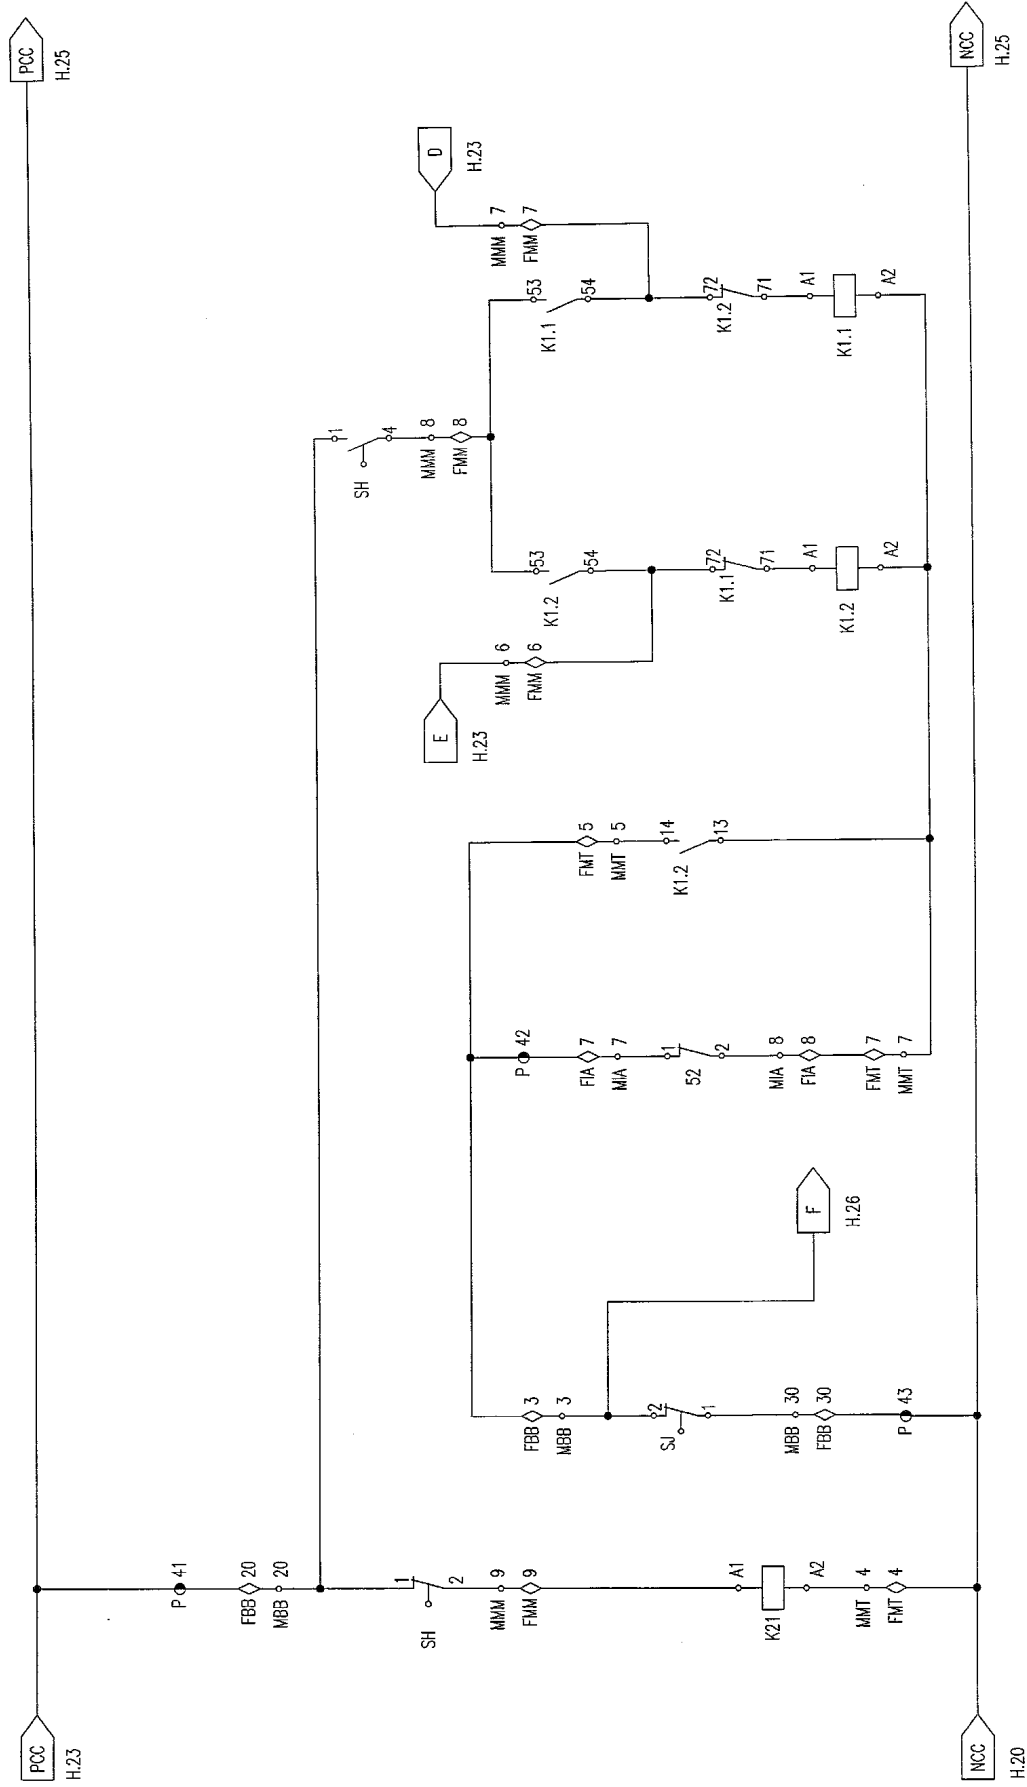 PCC
H.25
NCC
H.25
D
H.23
MMM 7
FMM 7
53
K1.1
54
72
K1.2
71
A1
K1.1
A2
1
SH
4
MMM 8
FMM 8
53
K1.2
54
72
K1.1
71
A1
K1.2
A2
MMM 6
FMM 6
E
H.23
FMT 5
MMT 5
14
K1.2
13
P 42
FIA 7
MIA 7
1
52
2
MIA 8
FIA 8
FMT 7
MMT 7
F
H.26
FBB 3
MBB 3
2
SJ
1
MBB 30
FBB 30
P 43
P 41
FBB 20
MBB 20
1
SH
2
MMM 9
FMM 9
A1
K21
A2
MMT 4
FMT 4
PCC
H.23
NCC
H.20